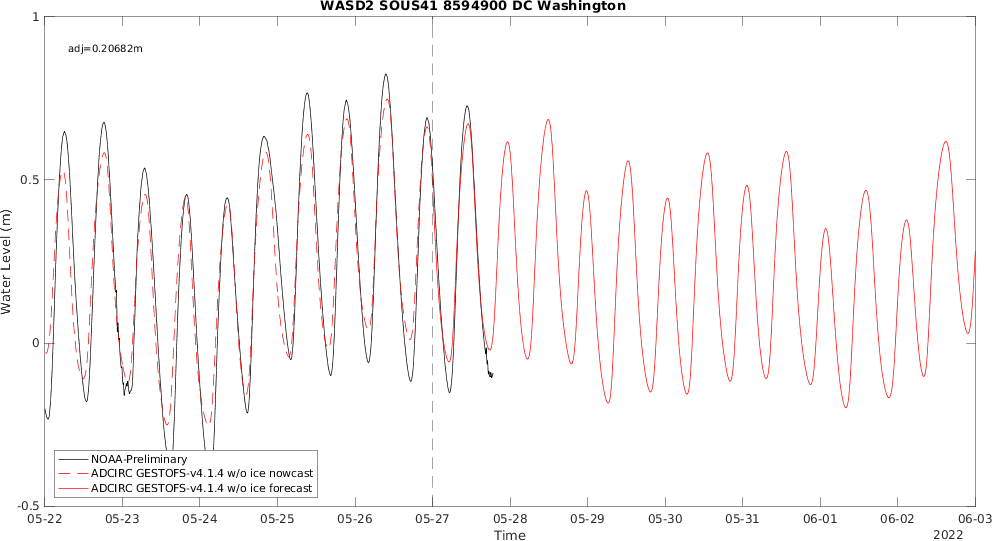 WASD2 SOUS41 8594900 DC Washington
adj=0.20682m
1
0.5
0
-0.5
Water Level (m)
NOAA-Preliminary
ADCIRC GESTOFS-v4.1.4 w/o ice nowcast
ADCIRC GESTOFS-v4.1.4 w/o ice forecast
05-22 05-23 05-24 05-25 05-26 05-27 05-28 05-29 05-30 05-31 06-01 06-02 06-03
Time
2022